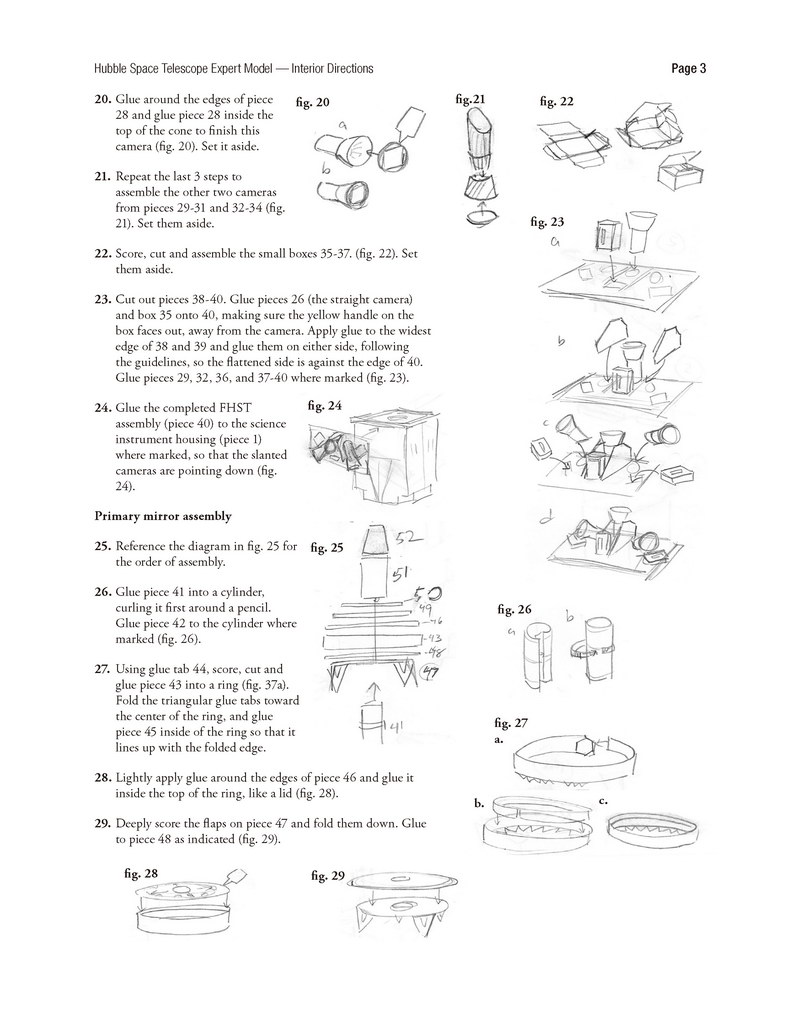 Hubble Space Telescope Expert Model — Interior Directions
Page 3
20. Glue around the edges of piece
28 and glue piece 28 inside the
top of the cone to finish this
camera (fig. 20). Set it aside.
fig. 20
a
b
fig.21
fig. 22
21. Repeat the last 3 steps to
assemble the other two cameras
from pieces 29-31 and 32-34 (fig.
21). Set them aside.
22. Score, cut and assemble the small boxes 35-37. (fig. 22). Set
them aside.
23. Cut out pieces 38-40. Glue pieces 26 (the straight camera)
and box 35 onto 40, making sure the yellow handle on the
box faces out, away from the camera. Apply glue to the widest
edge of 38 and 39 and glue them on either side, following
the guidelines, so the flattened side is against the edge of 40.
Glue pieces 29, 32, 36, and 37-40 where marked (fig. 23).
fig. 23
a
b
c
d
24. Glue the completed FHST
assembly (piece 40) to the science
instrument housing (piece 1)
where marked, so that the slanted
cameras are pointing down (fig.
24).
fig. 24
Primary mirror assembly
25. Reference the diagram in fig. 25 for
the order of assembly.
fig. 25
52
51
50
49
46
43
48
47
41
26. Glue piece 41 into a cylinder,
curling it first around a pencil.
Glue piece 42 to the cylinder where
marked (fig. 26).
fig. 26
a
b
27. Using glue tab 44, score, cut and
glue piece 43 into a ring (fig. 37a).
Fold the triangular glue tabs toward
the center of the ring, and glue
piece 45 inside of the ring so that it
lines up with the folded edge.
fig. 27
a.
b.
c.
28. Lightly apply glue around the edges of piece 46 and glue it
inside the top of the ring, like a lid (fig. 28).
29. Deeply score the flaps on piece 47 and fold them down. Glue
to piece 48 as indicated (fig. 29).
fig. 28
fig. 29